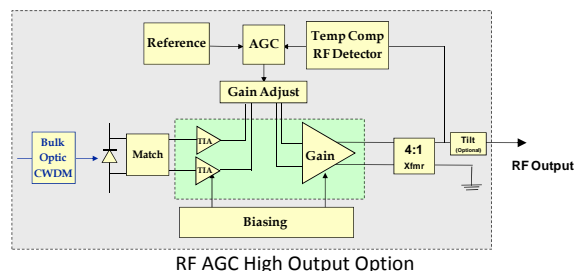 Reference
AGC
Temp Comp
RF Detector
Gain Adjust
Bulk
Optic
CWDM
Match
TIA
TIA
Gain
4:1
Xfmr
Tilt
(Optional)
RF Output
Biasing
RF AGC High Output Option